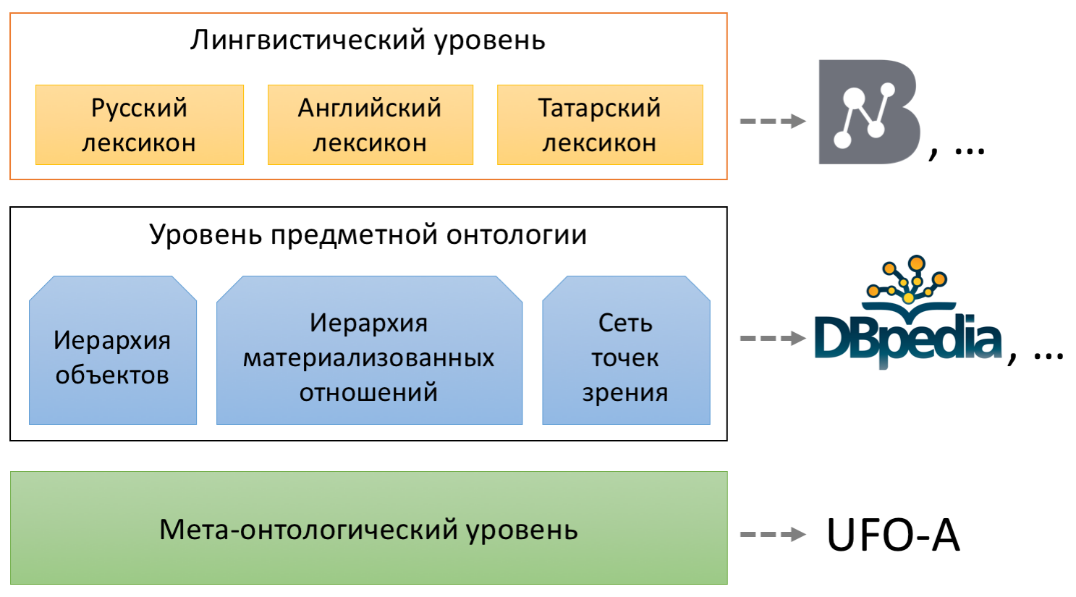 Лингвистический уровень
Русский
лексикон
Английский
лексикон
Татарский
лексикон
B
, ...
Уровень предметной онтологии
Иерархия
объектов
Иерархия
материализованных
отношений
Сеть
точек
зрения
DBpedia
, ...
Мета-онтологический уровень
UFO-A